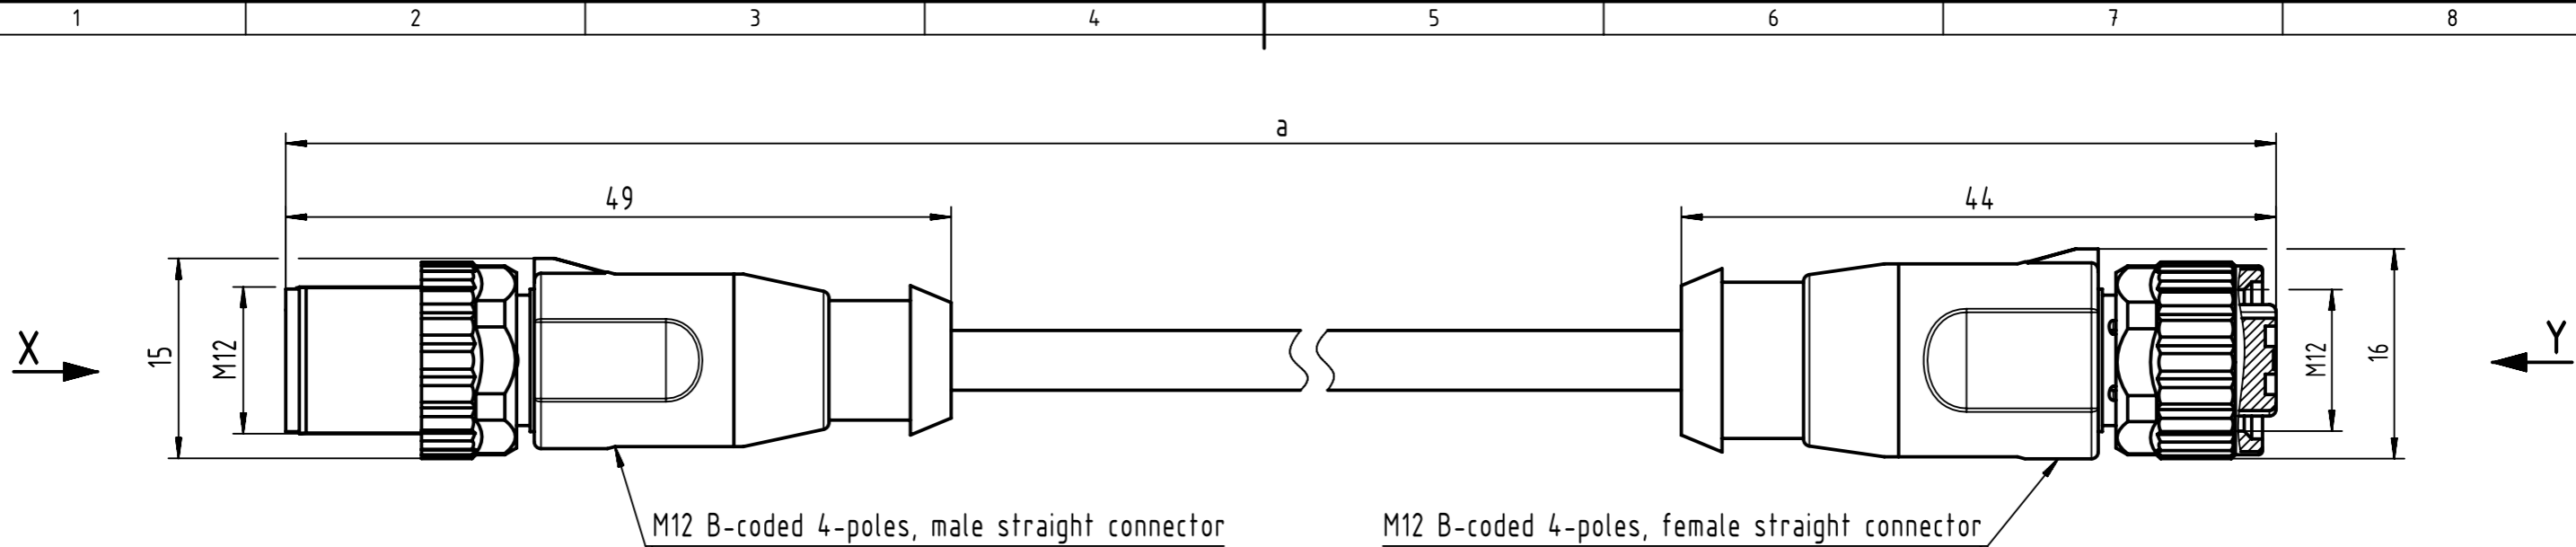 1 2 3 4 5 6 7 8
a
49 44
X 15 M12 M12 16 Y
M12 B-coded 4-poles, male straight connector
M12 B-coded 4-poles, female straight connector